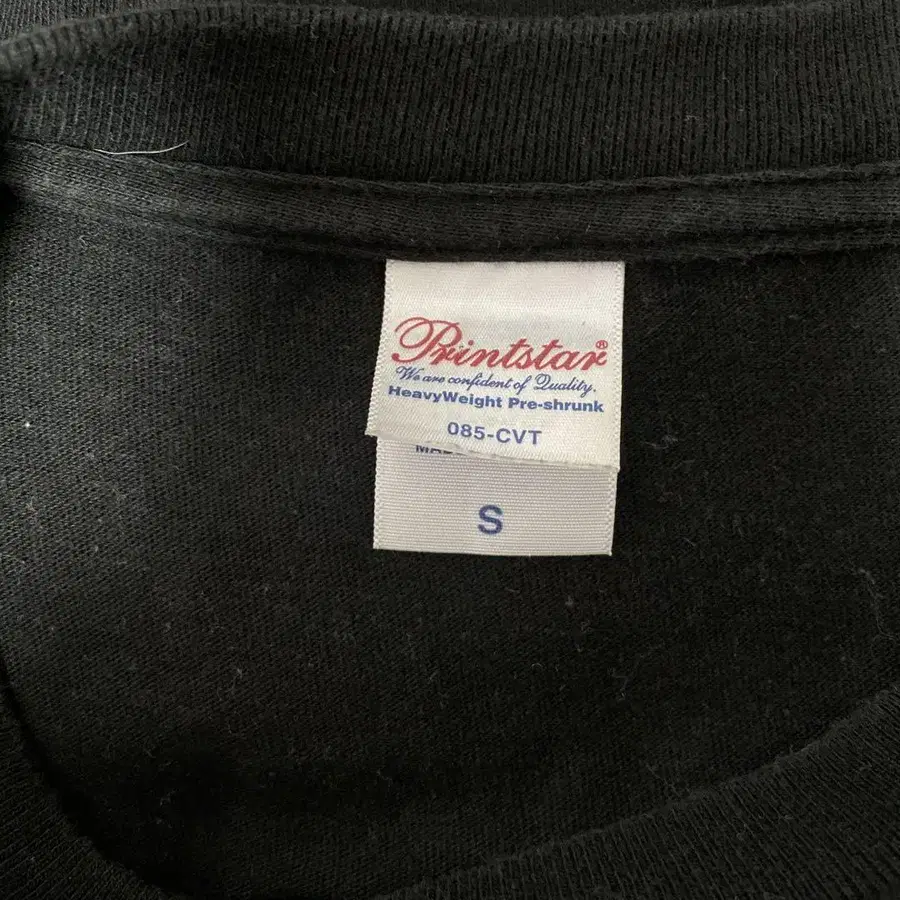 Printstar®
We are confident of Quality.
HeavyWeight Pre-shrunk
085-CVT
S